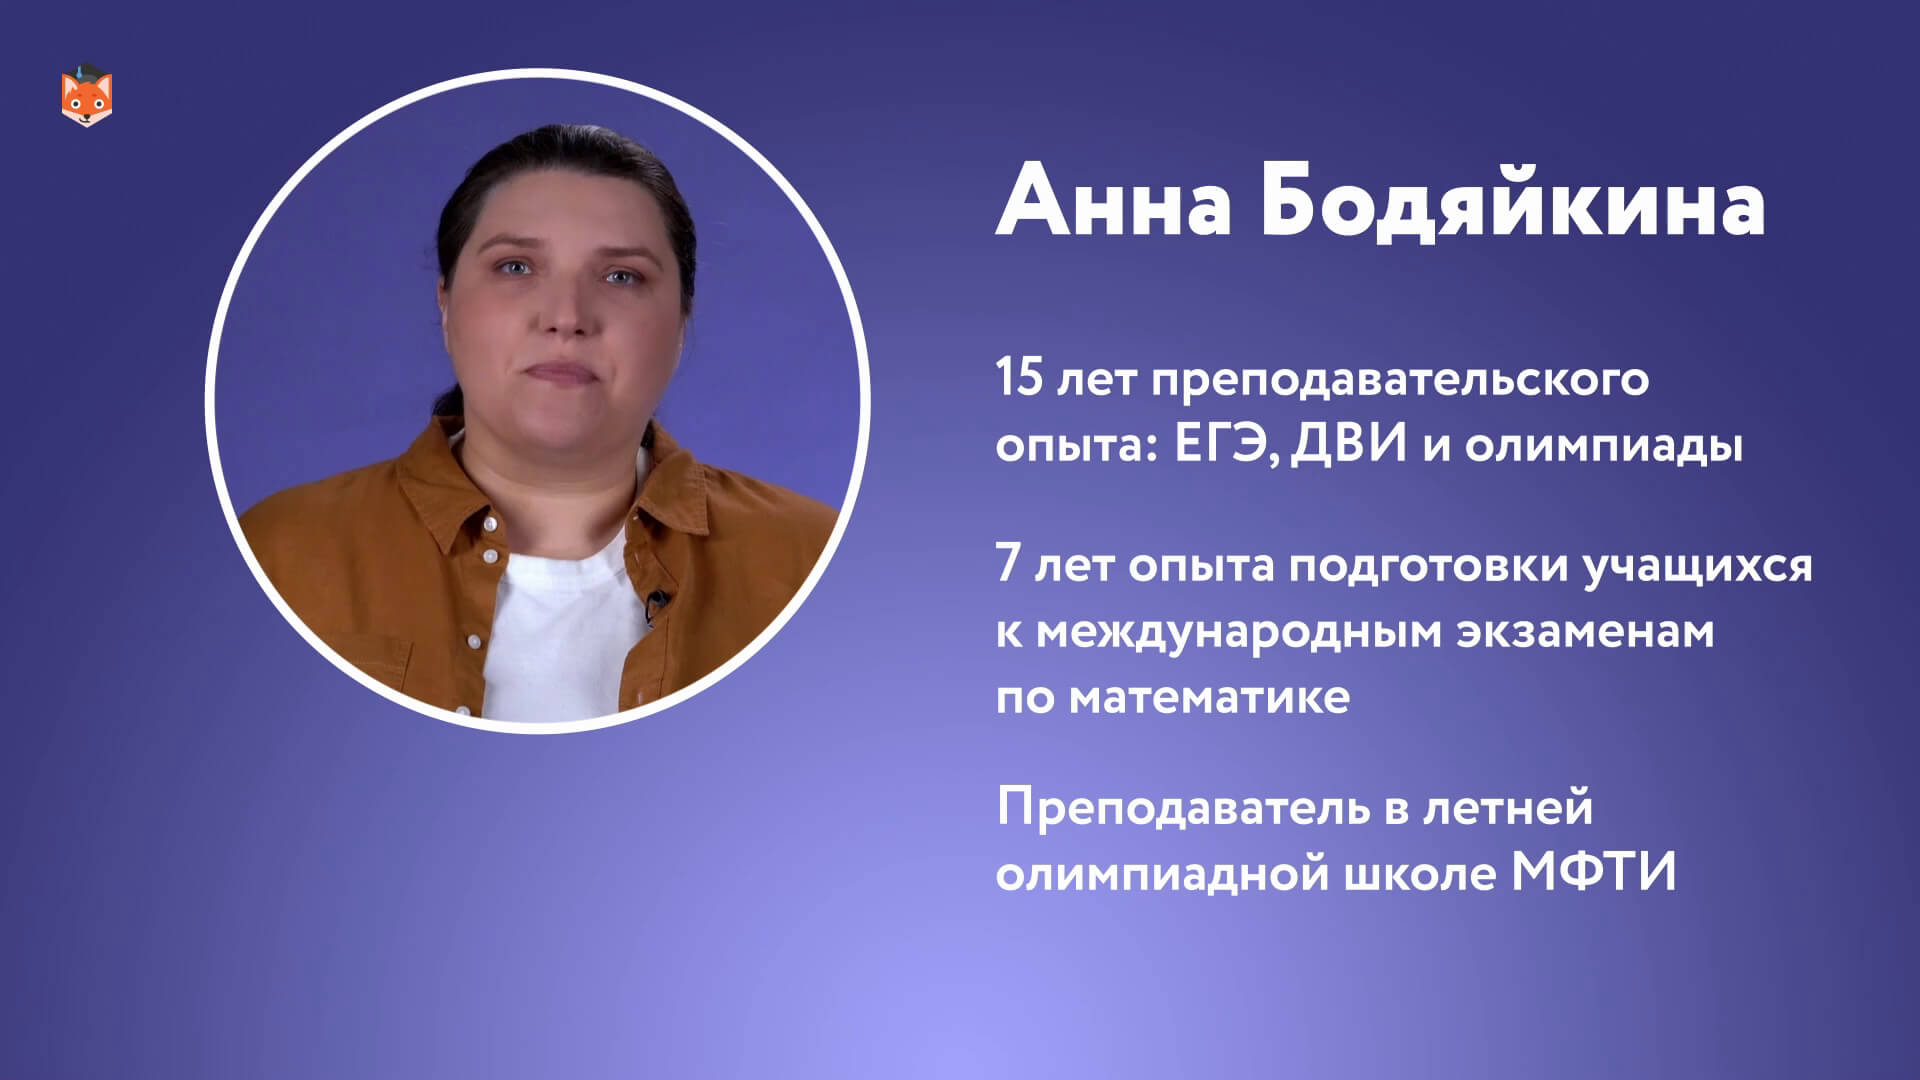 Анна Бодяйкина
15 лет преподавательского
опыта: ЕГЭ, ДВИ и олимпиады
7 лет опыта подготовки учащихся
к международным экзаменам
по математике
Преподаватель в летней
олимпиадной школе МФТИ